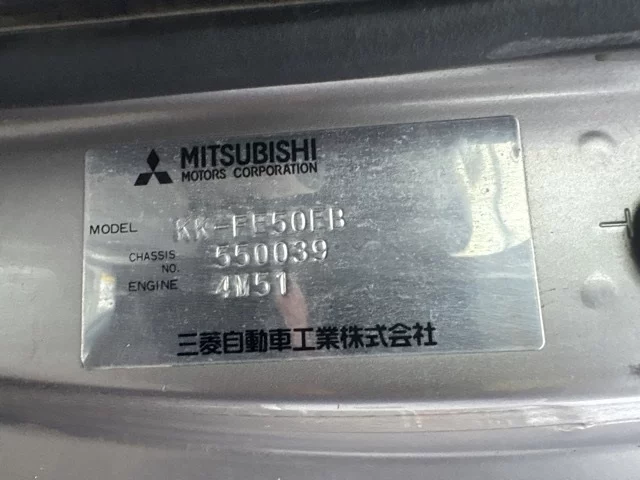 MITSUBISHI
MOTORS CORPORATION
MODEL KK-FE50EB
CHASSIS NO. 550039
ENGINE 4M51
三菱自動車工業株式会社